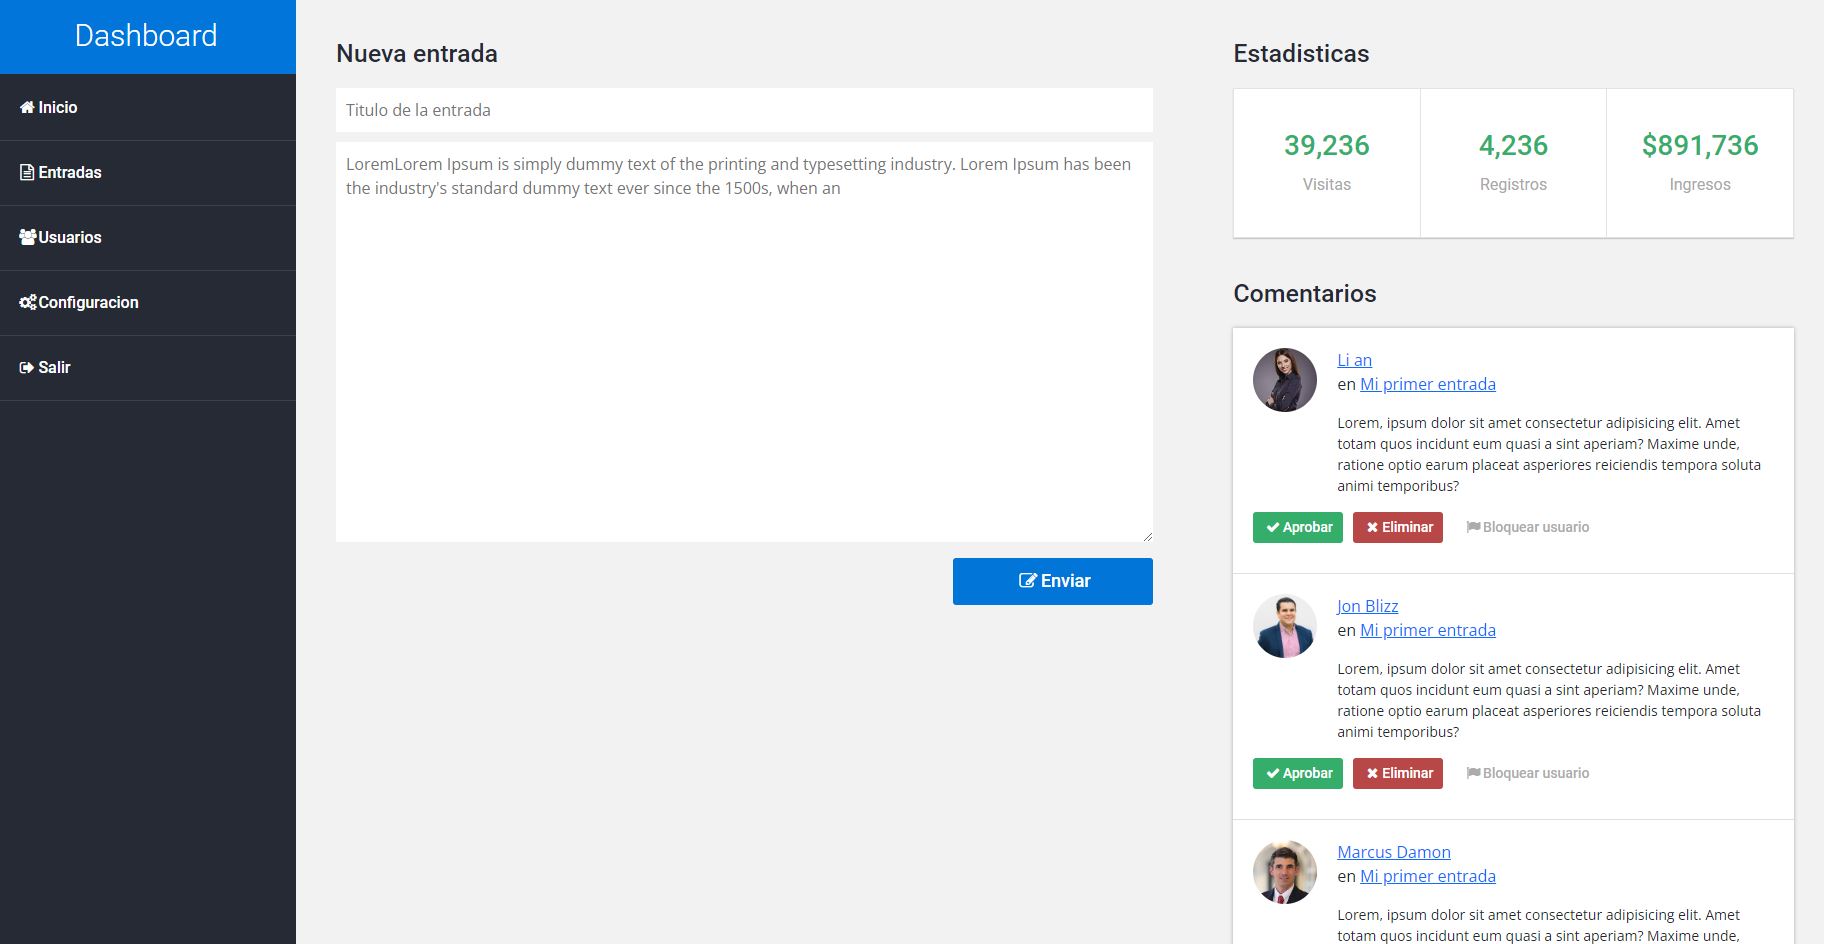 Dashboard
Inicio
Entradas
Usuarios
Configuracion
Salir
Nueva entrada
Titulo de la entrada
LoremLorem Ipsum is simply dummy text of the printing and typesetting industry. Lorem Ipsum has been
the industry's standard dummy text ever since the 1500s, when an
Enviar
Estadisticas
39,236
Visitas
4,236
Registros
$891,736
Ingresos
Comentarios
Li an
en Mi primer entrada
Lorem, ipsum dolor sit amet consectetur adipisicing elit. Amet
totam quos incidunt eum quasi a sint aperiam? Maxime unde,
ratione optio earum placeat asperiores reiciendis tempora soluta
animi temporibus?
Aprobar Eliminar Bloquear usuario
Jon Blizz
en Mi primer entrada
Lorem, ipsum dolor sit amet consectetur adipisicing elit. Amet
totam quos incidunt eum quasi a sint aperiam? Maxime unde,
ratione optio earum placeat asperiores reiciendis tempora soluta
animi temporibus?
Aprobar Eliminar Bloquear usuario
Marcus Damon
en Mi primer entrada
Lorem, ipsum dolor sit amet consectetur adipisicing elit. Amet
totam quos incidunt eum quasi a sint aperiam? Maxime unde,